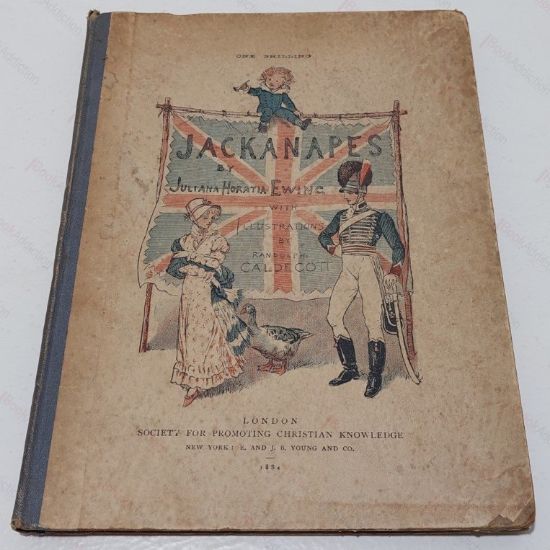 ONE SHILLING
JACKANAPES
BY
JULIANA HORATIA EWING
WITH
ILLUSTRATIONS
BY
RANDOLPH
CALDECOTT
LONDON
SOCIETY FOR PROMOTING CHRISTIAN KNOWLEDGE
NEW YORK: E. AND J. B. YOUNG AND CO.
1884